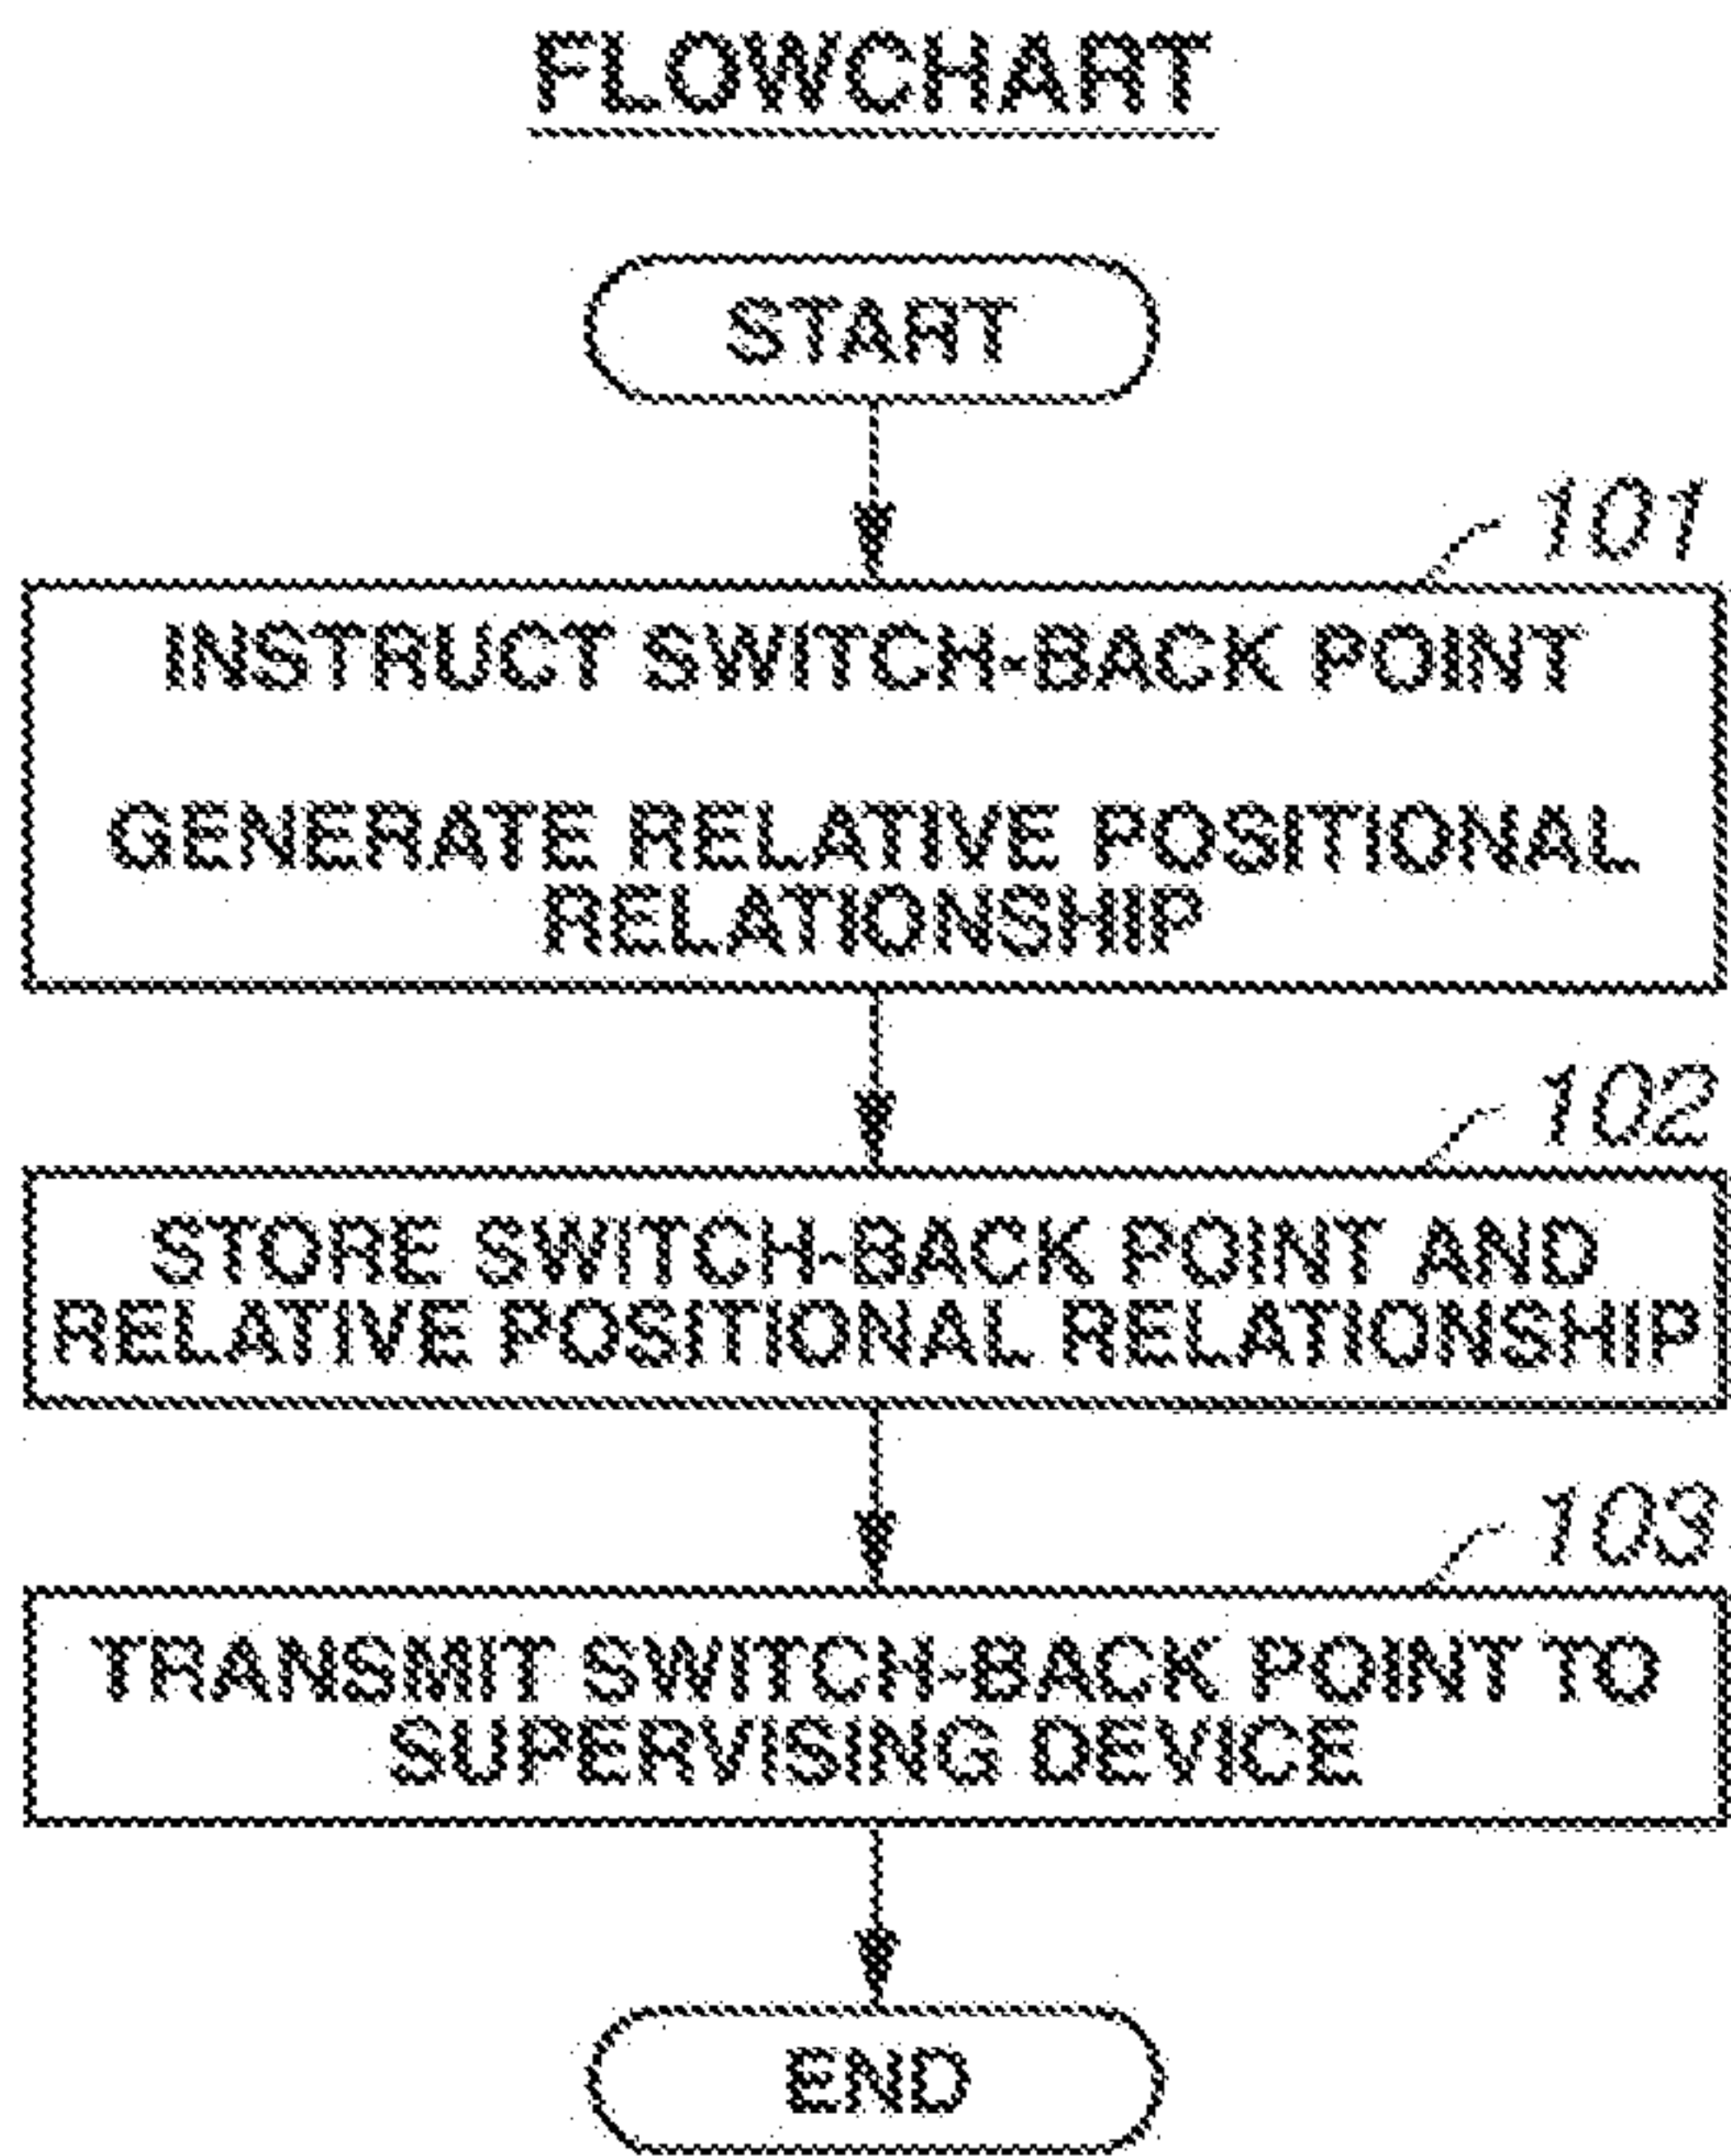 FLOWCHART
START
101
INSTRUCT SWITCH-BACK POINT
GENERATE RELATIVE POSITIONAL
RELATIONSHIP
102
STORE SWITCH-BACK POINT AND
RELATIVE POSITIONAL RELATIONSHIP
103
TRANSMIT SWITCH-BACK POINT TO
SUPERVISING DEVICE
END